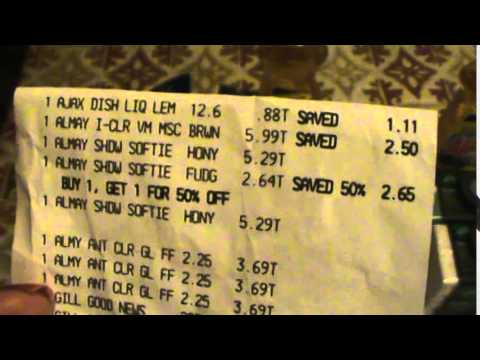 1 AJAX DISH LIQ LEM 12.6 .88T SAVED 1.11
1 ALMAY I-CLR VM MSC BRWN 5.99T SAVED 2.50
1 ALMAY SHDW SOFTIE HONY 5.29T
1 ALMAY SHDW SOFTIE FUDG 2.64T SAVED 50% 2.65
BUY 1, GET 1 FOR 50% OFF
1 ALMAY SHDW SOFTIE HONY 5.29T
1 ALMY ANT CLR GL FF 2.25 3.69T
1 ALMY ANT CLR GL FF 2.25 3.69T
1 ALMY ANT CLR GL FF 2.25 3.69T
GILL GOOD NEWS